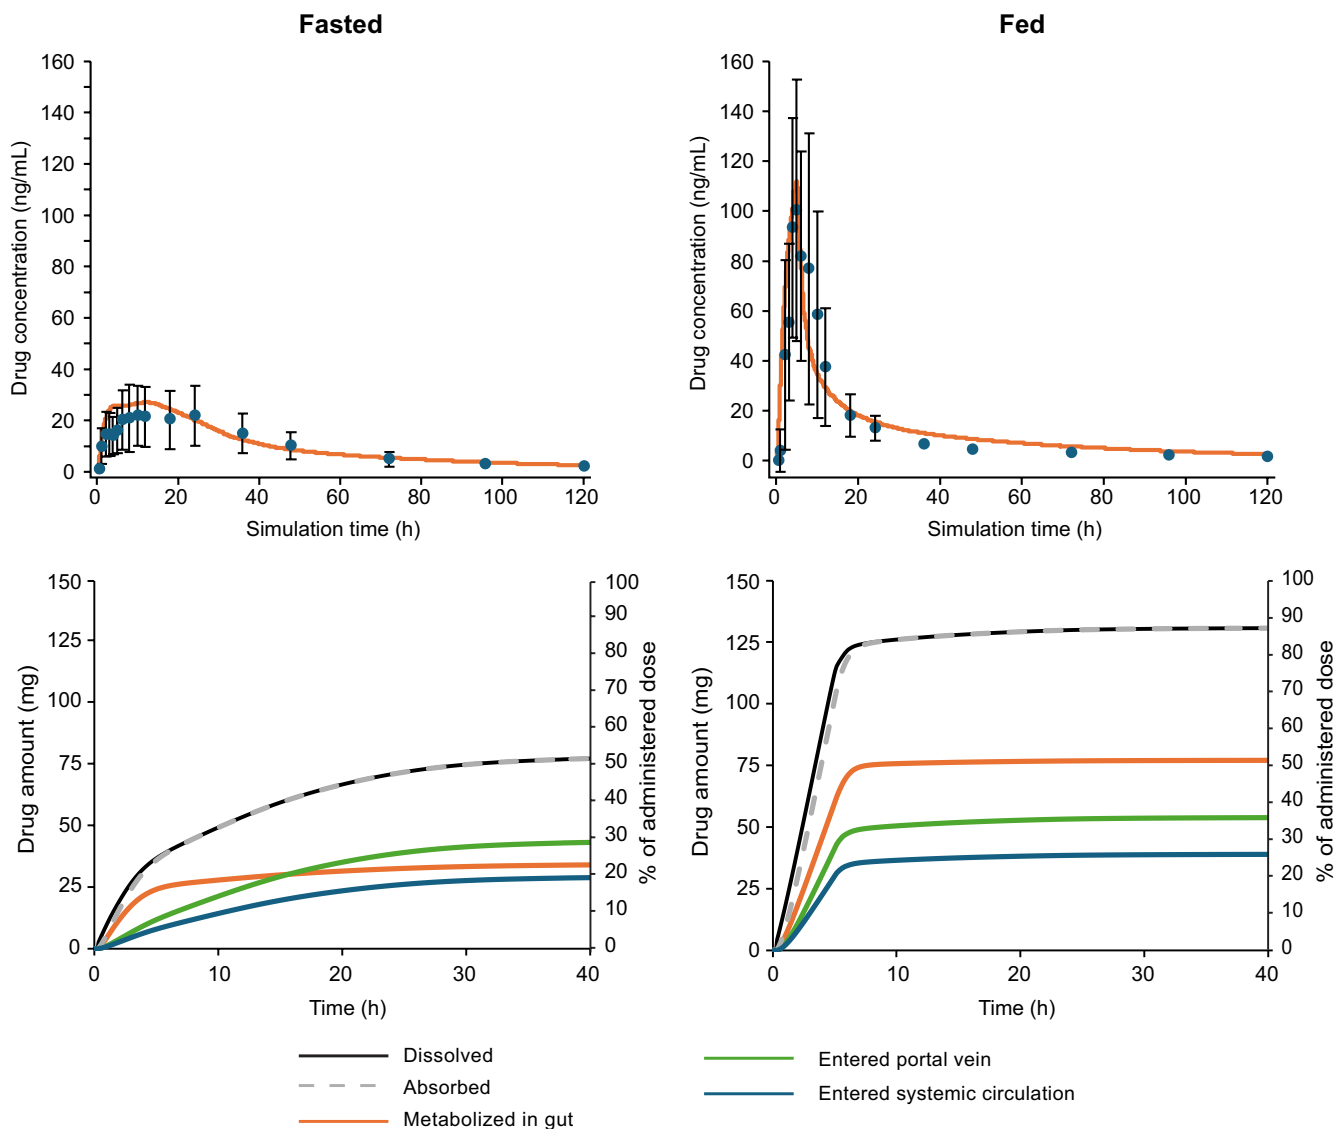 Fasted
Fed
160
140
120
100
80
60
40
20
0
Drug concentration (ng/mL)
0 20 40 60 80 100 120
Simulation time (h)
160
140
120
100
80
60
40
20
0
Drug concentration (ng/mL)
0 20 40 60 80 100 120
Simulation time (h)
150
125
100
75
50
25
0
Drug amount (mg)
100
90
80
70
60
50
40
30
20
10
0
% of administered dose
0 10 20 30 40
Time (h)
150
125
100
75
50
25
0
Drug amount (mg)
100
90
80
70
60
50
40
30
20
10
0
% of administered dose
0 10 20 30 40
Time (h)
Dissolved
Absorbed
Metabolized in gut
Entered portal vein
Entered systemic circulation